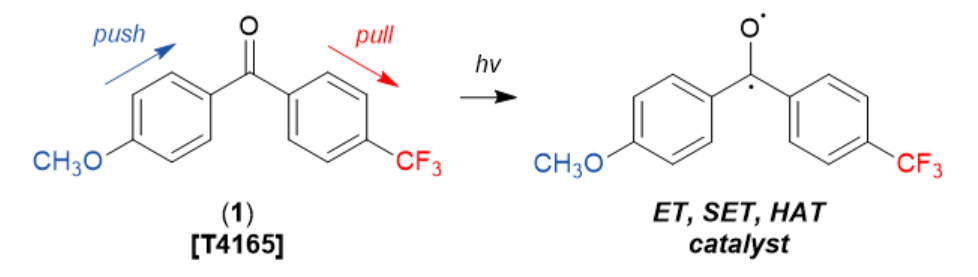 push
O
pull
hν
O
CH₃O
CF₃
CH₃O
CF₃
(1)
[T4165]
ET, SET, HAT
catalyst